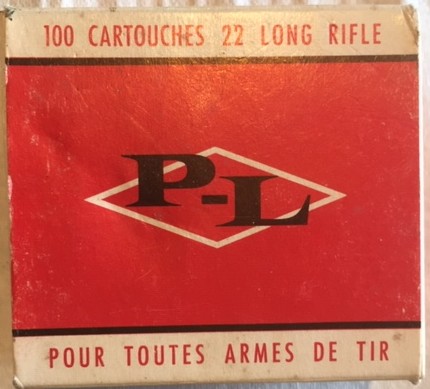 100 CARTOUCHES 22 LONG RIFLE
P-L
POUR TOUTES ARMES DE TIR